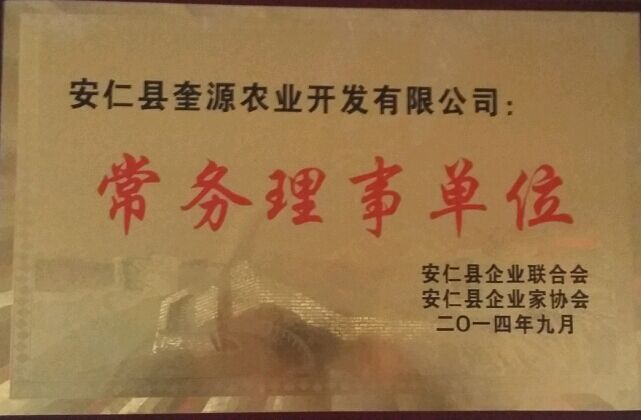 安仁县奎源农业开发有限公司：
常务理事单位
安仁县企业联合会
安仁县企业家协会
二〇一四年九月